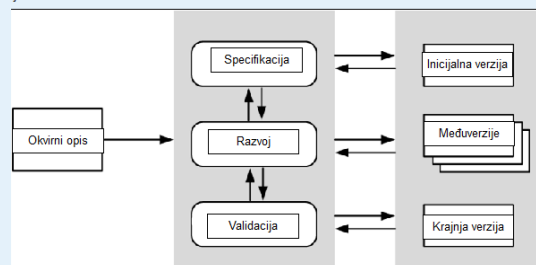 Specifikacija
Inicijalna verzija
Okvirni opis
Razvoj
Međuverzije
Validacija
Krajnja verzija